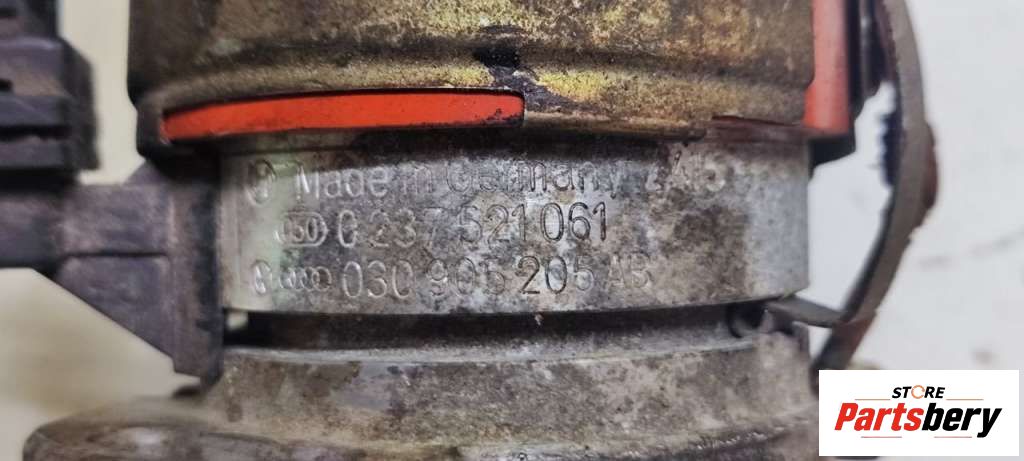 Made in Germany
0 237 521 061
030 905 205 AB
STORE
Partsbery